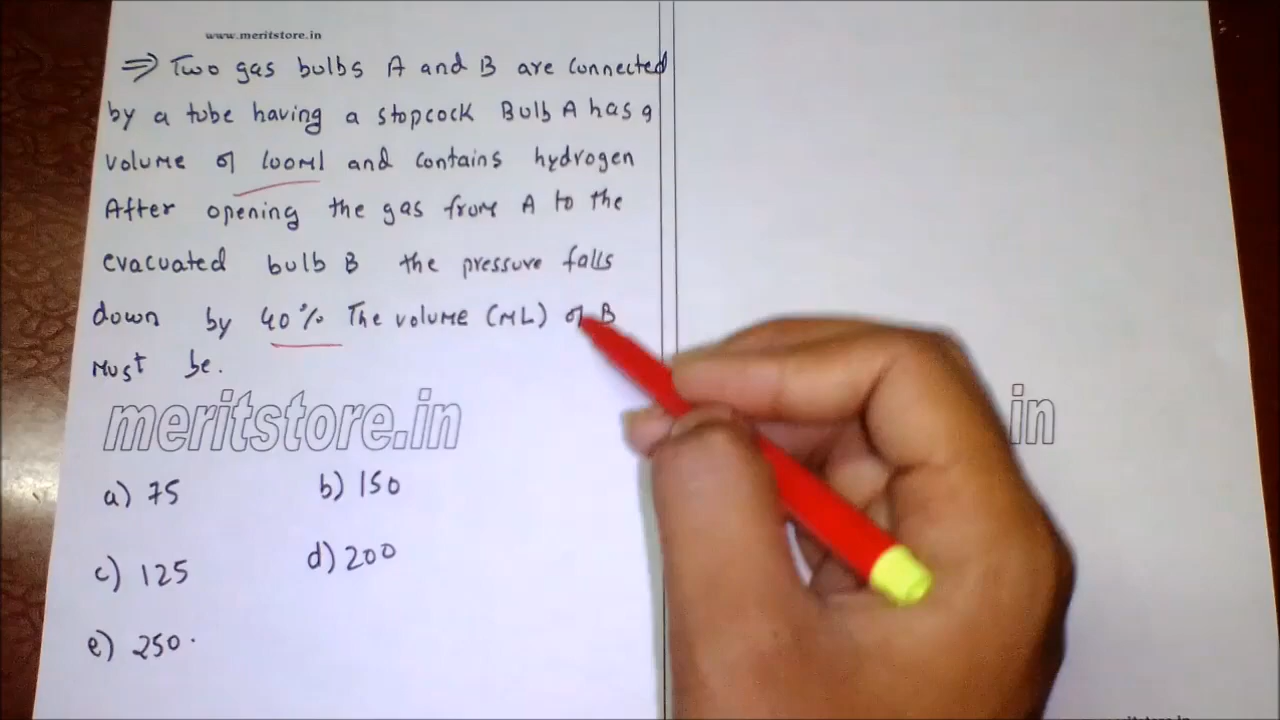 www.meritstore.in
⇒ Two gas bulbs A and B are connected
by a tube having a stopcock Bulb A has a
volume of 100ml and contains hydrogen
After opening the gas from A to the
evacuated bulb B the pressure falls
down by 40% The volume (ML) of B
must be.
meritstore.in
in
a) 75 b) 150
c) 125 d) 200
e) 250.